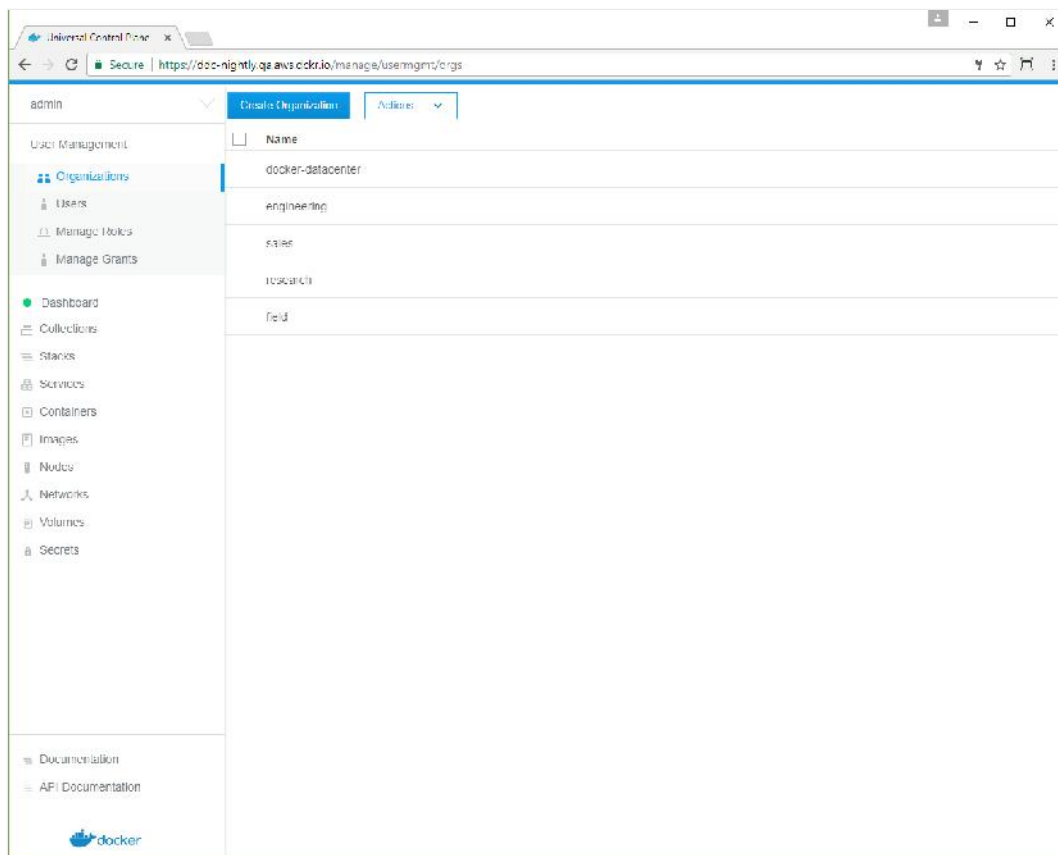 Universal Control Plane
Secure | https://ddc-nightly.qa.aws.dckr.io/manage/usermgmt/orgs
admin
Create Organization
Actions
User Management
Name
Organizations
docker-datacenter
Users
engineering
Manage Roles
sales
Manage Grants
research
Dashboard
field
Collections
Stacks
Services
Containers
Images
Nodes
Networks
Volumes
Secrets
Documentation
API Documentation
docker